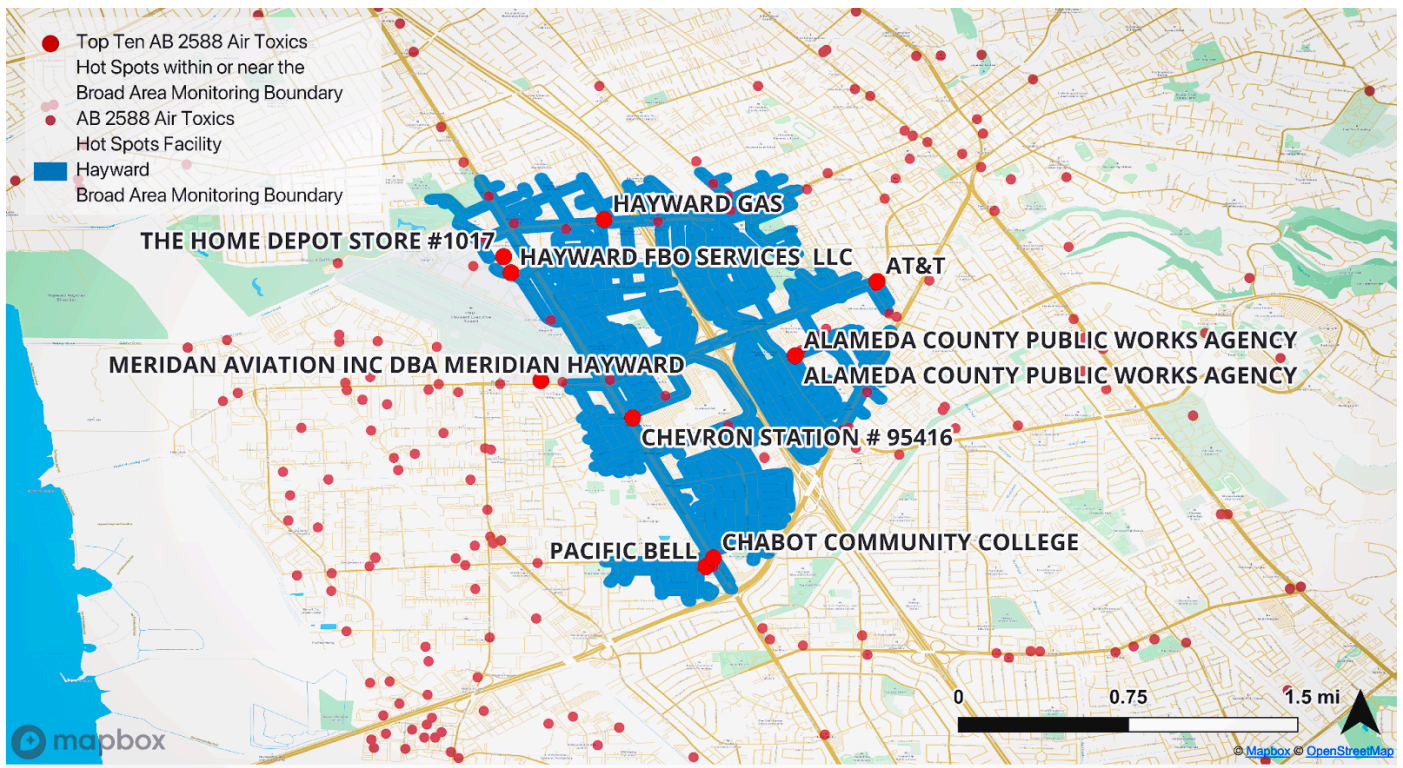 Top Ten AB 2588 Air Toxics
Hot Spots within or near the
Broad Area Monitoring Boundary
AB 2588 Air Toxics
Hot Spots Facility
Hayward
Broad Area Monitoring Boundary
HAYWARD GAS
THE HOME DEPOT STORE #1017
HAYWARD FBO SERVICES LLC
AT&T
ALAMEDA COUNTY PUBLIC WORKS AGENCY
MERIDAN AVIATION INC DBA MERIDIAN HAYWARD
ALAMEDA COUNTY PUBLIC WORKS AGENCY
CHEVRON STATION # 95416
CHABOT COMMUNITY COLLEGE
PACIFIC BELL
0 0.75 1.5 mi
mapbox
© Mapbox © OpenStreetMap